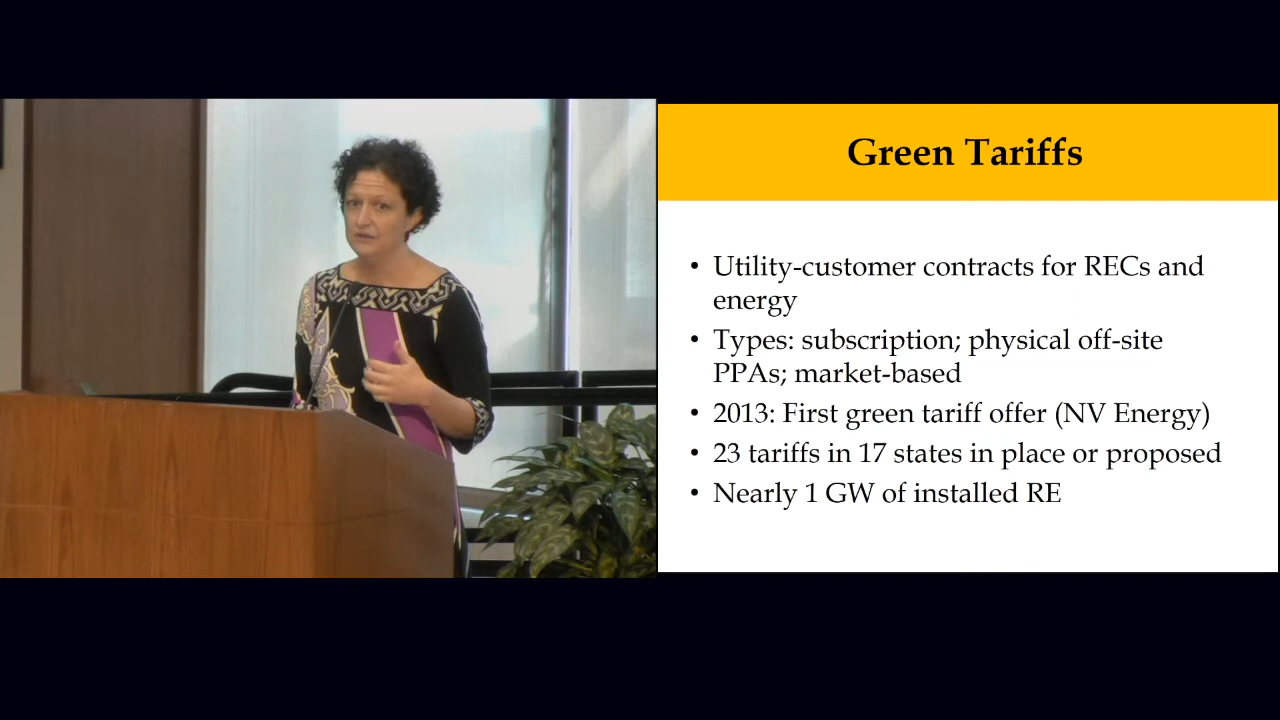 Green Tariffs
• Utility-customer contracts for RECs and
energy
• Types: subscription; physical off-site
PPAs; market-based
• 2013: First green tariff offer (NV Energy)
• 23 tariffs in 17 states in place or proposed
• Nearly 1 GW of installed RE